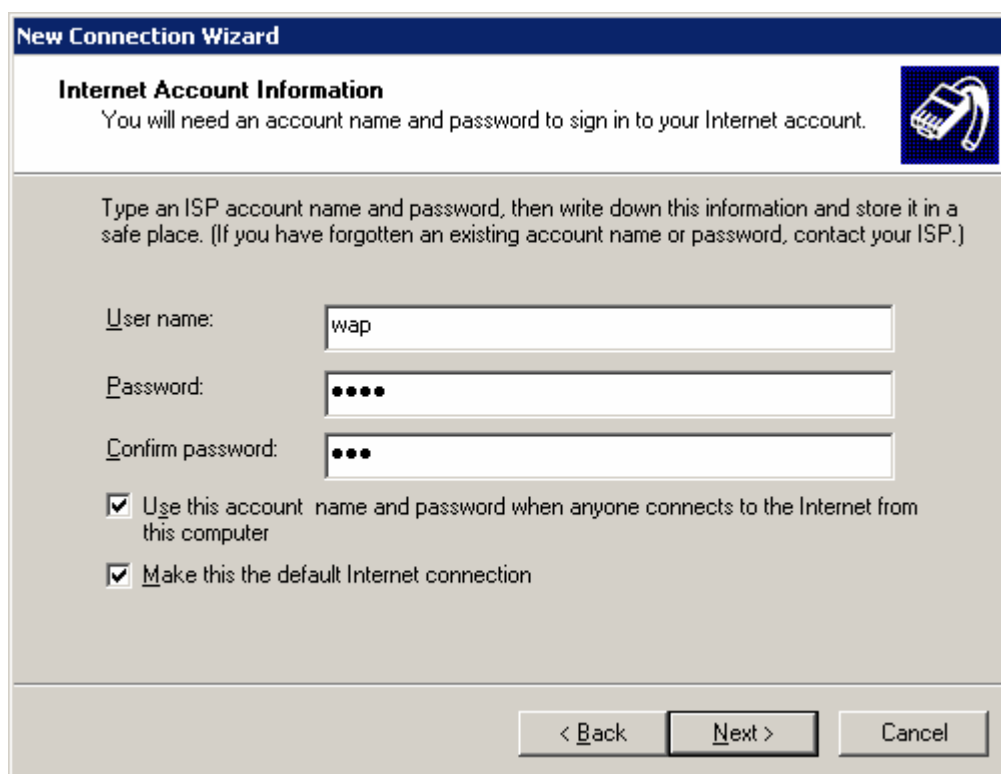 New Connection Wizard
Internet Account Information
You will need an account name and password to sign in to your Internet account.
Type an ISP account name and password, then write down this information and store it in a
safe place. (If you have forgotten an existing account name or password, contact your ISP.)
User name:
wap
Password:
●●●●
Confirm password:
●●●
Use this account  name and password when anyone connects to the Internet from
this computer
Make this the default Internet connection
< Back
Next >
Cancel